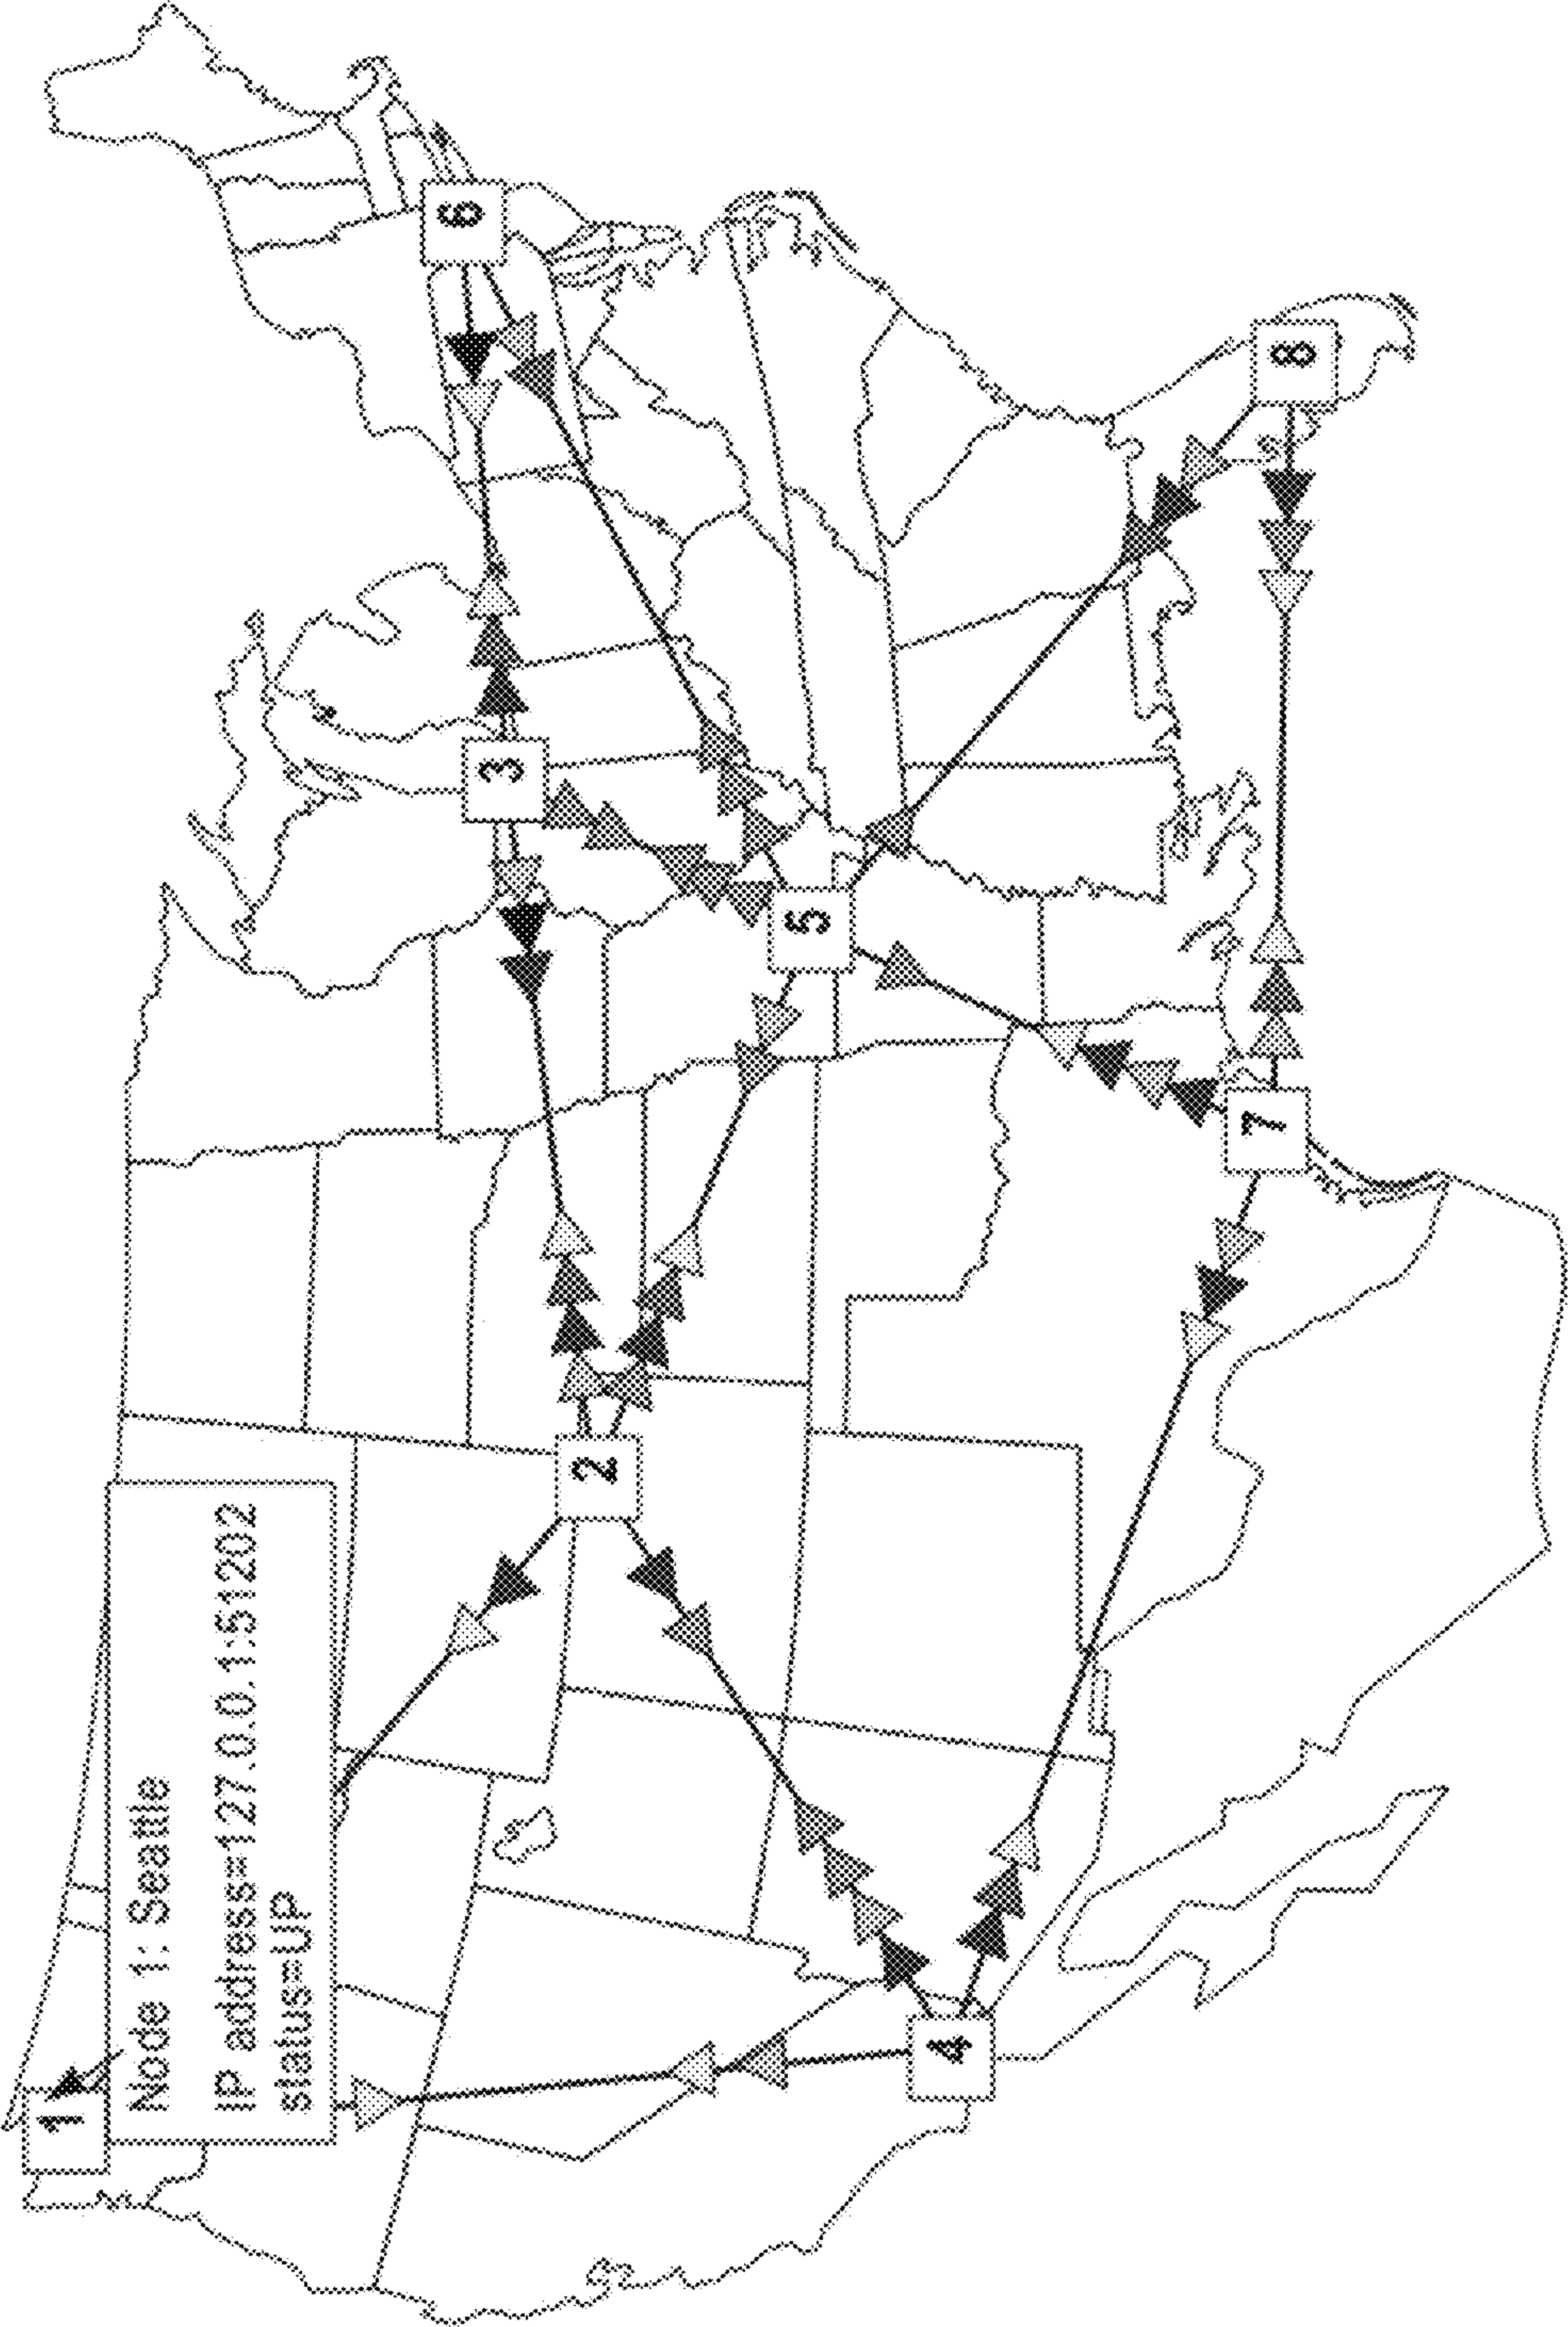 1
Node 1: Seattle
IP address=127.0.0.1:51202
status=UP
2
3
4
5
6
7
8